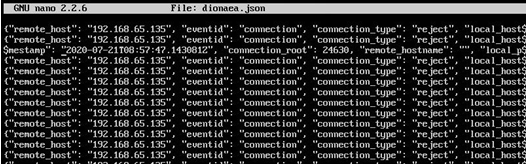 GNU nano 2.2.6 File: dionaea.json
{"remote_host": "192.168.65.135", "eventid": "connection", "connection_type": "reject", "local_host$
{"remote_host": "192.168.65.135", "eventid": "connection", "connection_type": "reject", "local_host$
$mestamp": "2020-07-21T08:57:47.1430812", "connection_root": 24630, "remote_hostname": "", "local_p$
{"remote_host": "192.168.65.135", "eventid": "connection", "connection_type": "reject", "local_host$
{"remote_host": "192.168.65.135", "eventid": "connection", "connection_type": "reject", "local_host$
{"remote_host": "192.168.65.135", "eventid": "connection", "connection_type": "reject", "local_host$
{"remote_host": "192.168.65.135", "eventid": "connection", "connection_type": "reject", "local_host$
{"remote_host": "192.168.65.135", "eventid": "connection", "connection_type": "reject", "local_host$
{"remote_host": "192.168.65.135", "eventid": "connection", "connection_type": "reject", "local_host$
{"remote_host": "192.168.65.135", "eventid": "connection", "connection_type": "reject", "local_host$
{"remote_host": "192.168.65.135", "eventid": "connection", "connection_type": "reject", "local_host$
{"remote_host": "192.168.65.135", "eventid": "connection", "connection_type": "reject", "local_host$